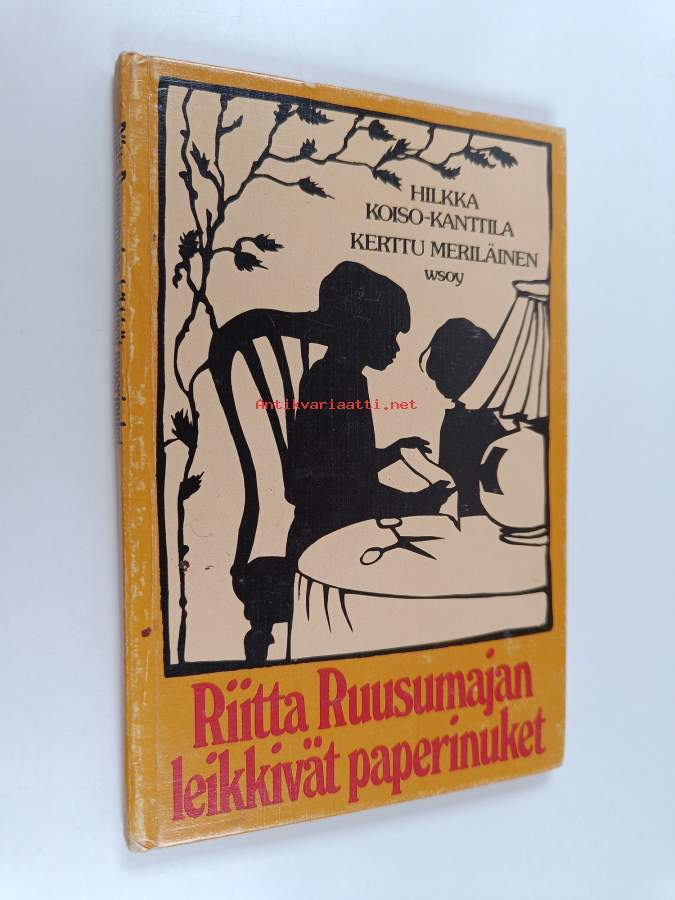 HILKKA
KOISO-KANTTILA
KERTTU MERILÄINEN
wsoy
Antikvariaatti.net
Riitta Ruusumajan
leikkivät paperinuket